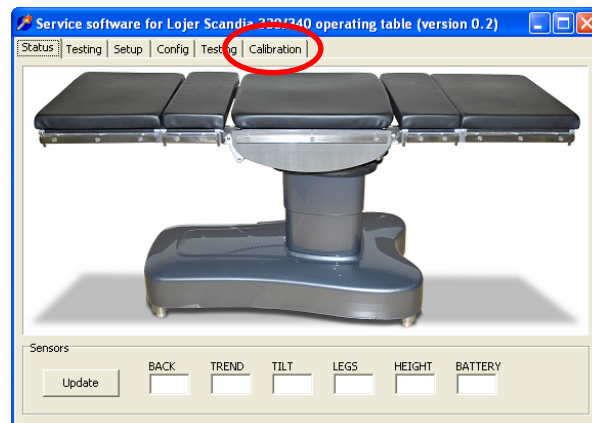 Service software for Lojer Scandia 330/340 operating table (version 0.2)
Status Testing Setup Config Testing Calibration
Sensors
Update BACK TREND TILT LEGS HEIGHT BATTERY